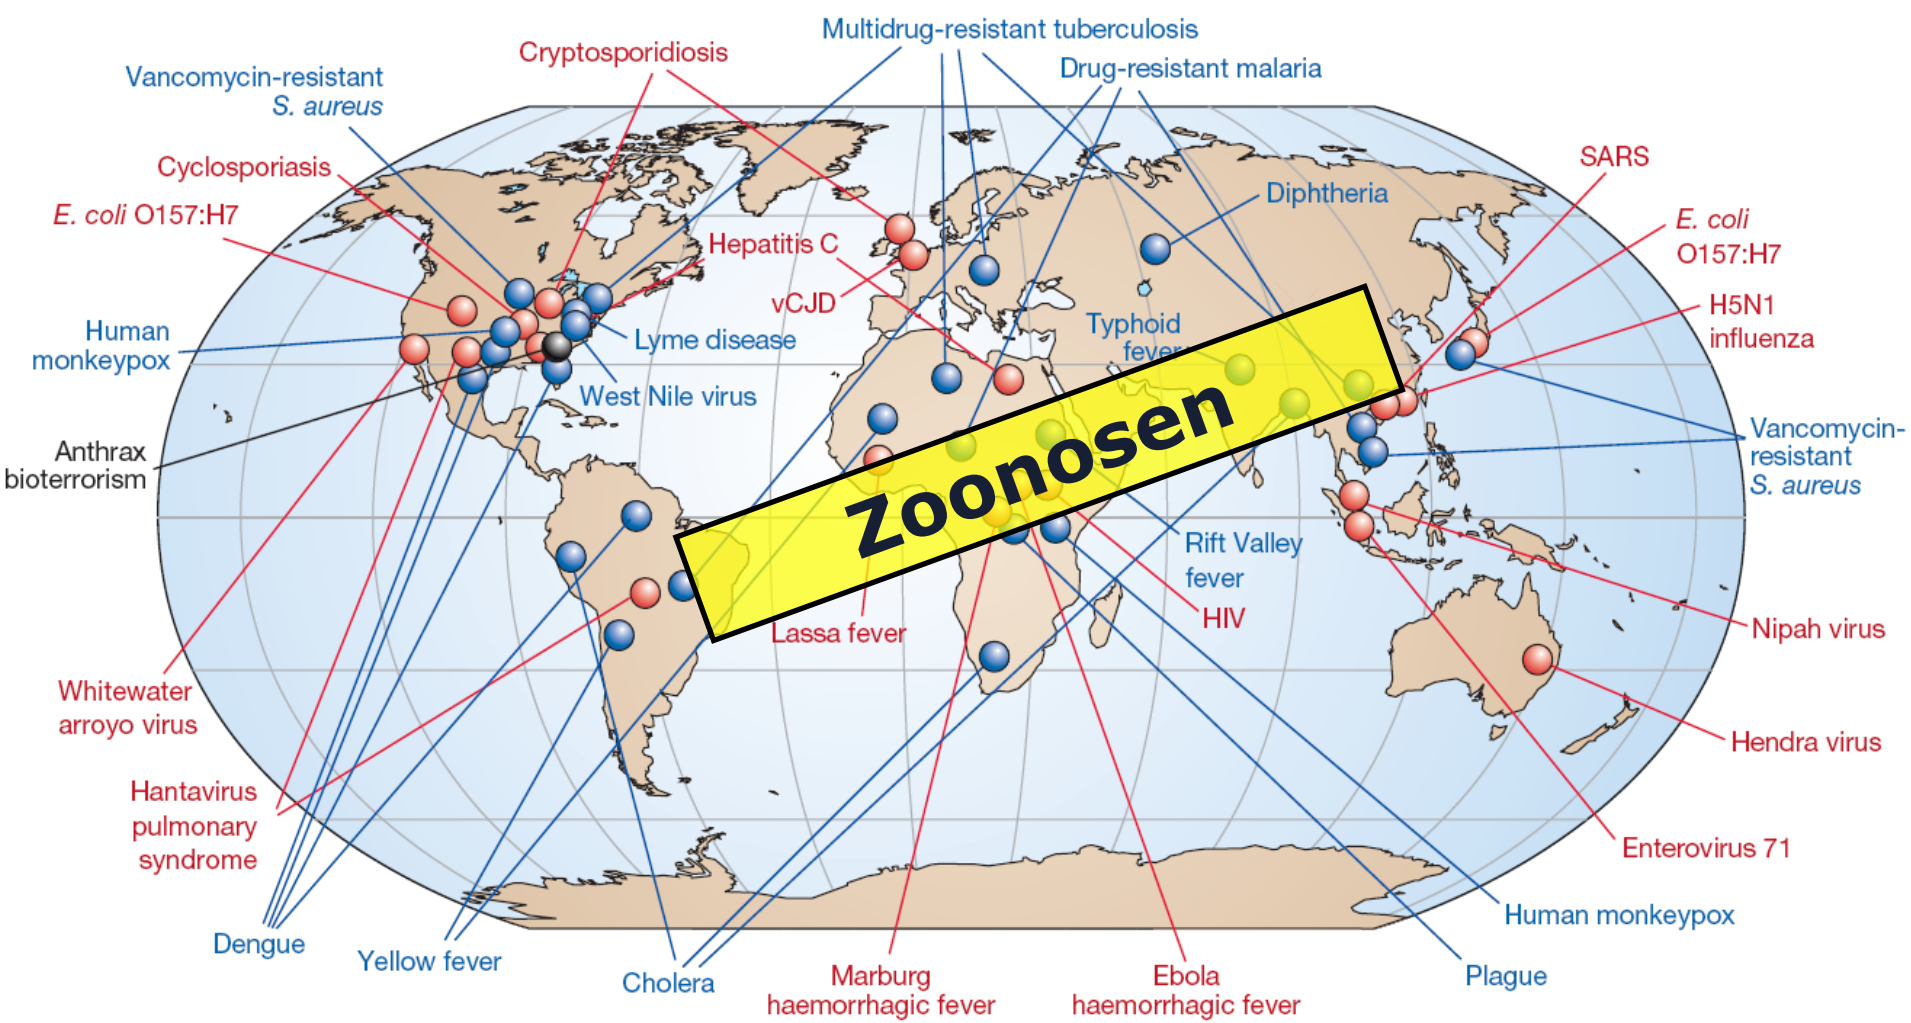 Multidrug-resistant tuberculosis
Cryptosporidiosis
Drug-resistant malaria
Vancomycin-resistant
S. aureus
Cyclosporiasis
SARS
E. coli O157:H7
Diphtheria
E. coli
O157:H7
Hepatitis C
vCJD
H5N1
influenza
Human
monkeypox
Lyme disease
Typhoid
fever
West Nile virus
Zoonosen
Anthrax
bioterrorism
Vancomycin-
resistant
S. aureus
Rift Valley
fever
HIV
Lassa fever
Nipah virus
Whitewater
arroyo virus
Hendra virus
Hantavirus
pulmonary
syndrome
Enterovirus 71
Human monkeypox
Dengue
Yellow fever
Cholera
Marburg
haemorrhagic fever
Ebola
haemorrhagic fever
Plague